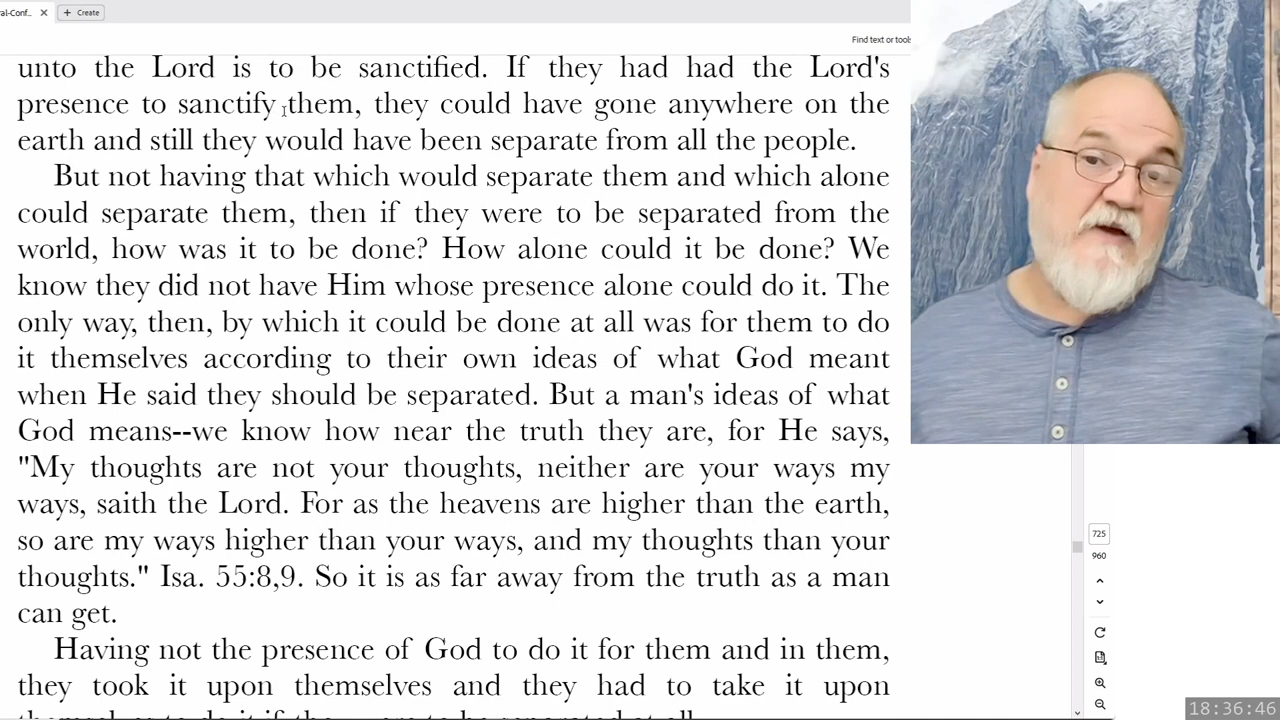 al-Conf..
Create
Find text or tools
unto the Lord is to be sanctified. If they had had the Lord's
presence to sanctify them, they could have gone anywhere on the
earth and still they would have been separate from all the people.
But not having that which would separate them and which alone
could separate them, then if they were to be separated from the
world, how was it to be done? How alone could it be done? We
know they did not have Him whose presence alone could do it. The
only way, then, by which it could be done at all was for them to do
it themselves according to their own ideas of what God meant
when He said they should be separated. But a man's ideas of what
God means--we know how near the truth they are, for He says,
"My thoughts are not your thoughts, neither are your ways my
ways, saith the Lord. For as the heavens are higher than the earth,
so are my ways higher than your ways, and my thoughts than your
thoughts." Isa. 55:8,9. So it is as far away from the truth as a man
can get.
Having not the presence of God to do it for them and in them,
they took it upon themselves and they had to take it upon
725
960
18:36:46